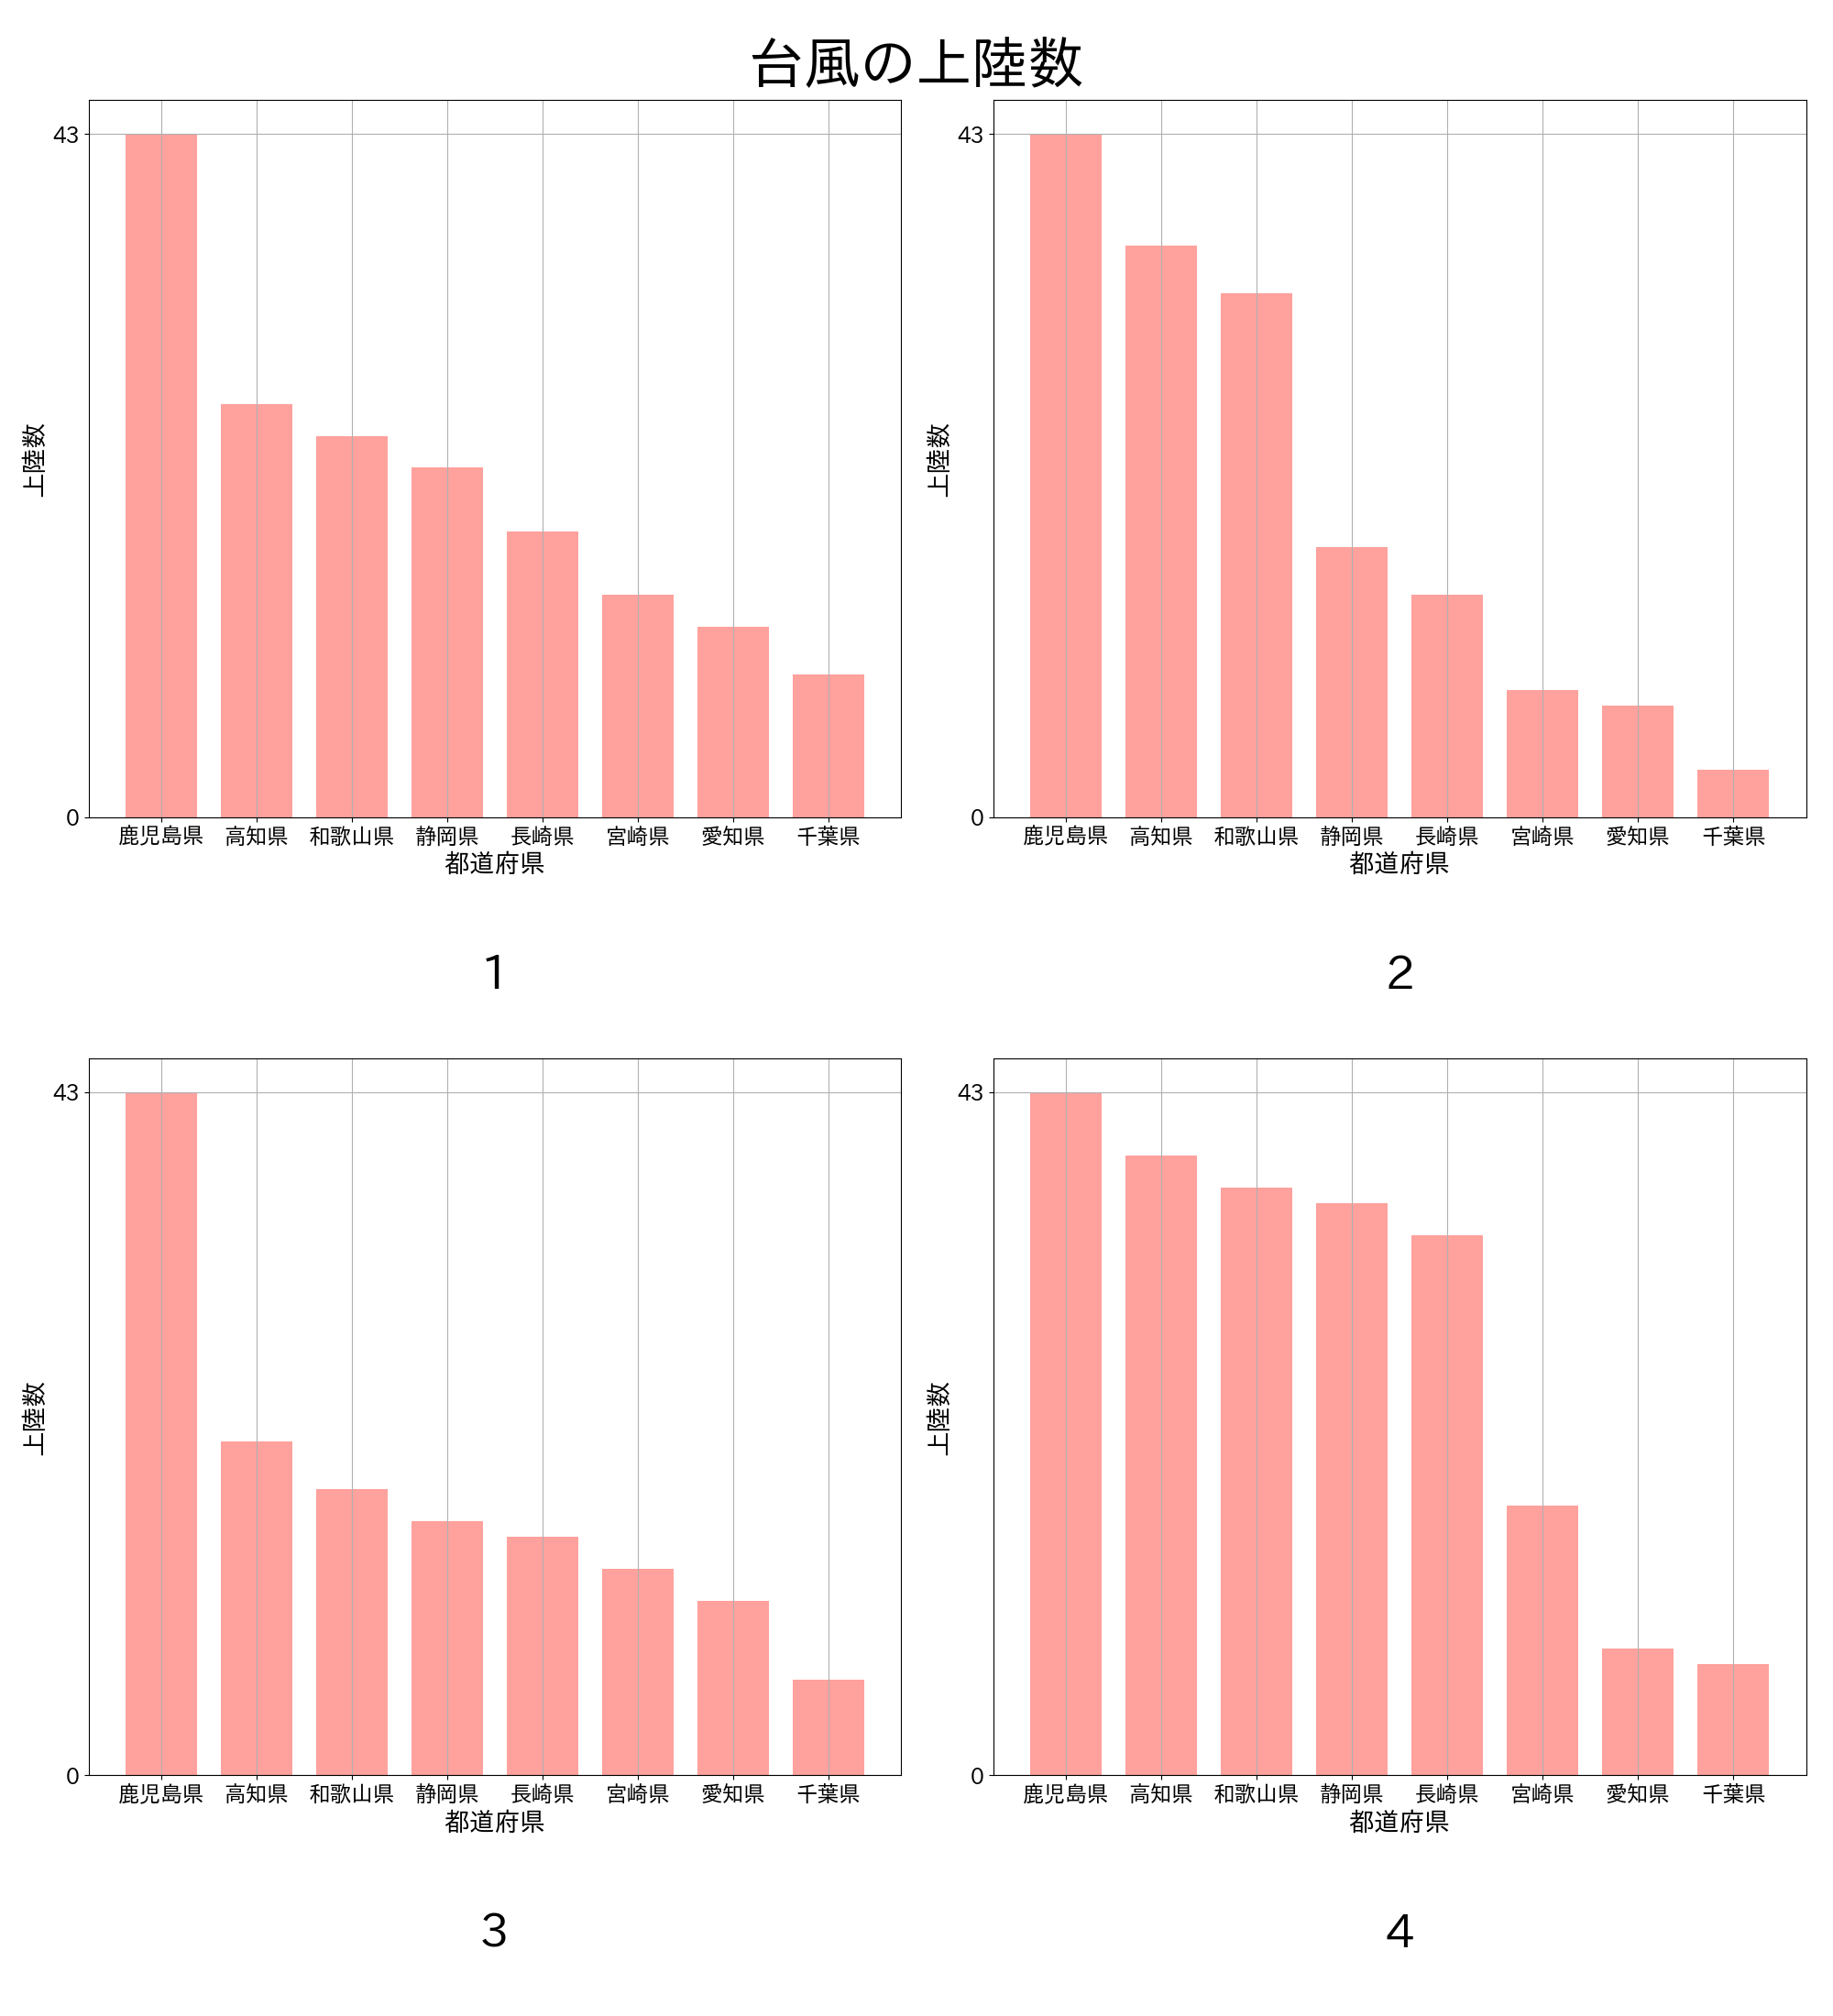 台風の上陸数
43
0
上陸数
鹿児島県 高知県 和歌山県 静岡県 長崎県 宮崎県 愛知県 千葉県
都道府県
1
43
0
上陸数
鹿児島県 高知県 和歌山県 静岡県 長崎県 宮崎県 愛知県 千葉県
都道府県
2
43
0
上陸数
鹿児島県 高知県 和歌山県 静岡県 長崎県 宮崎県 愛知県 千葉県
都道府県
3
43
0
上陸数
鹿児島県 高知県 和歌山県 静岡県 長崎県 宮崎県 愛知県 千葉県
都道府県
4